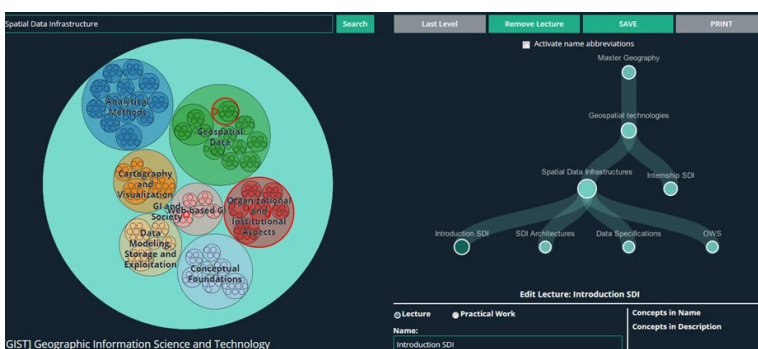 Spatial Data Infrastructure
Search
Analytical
Methods
Geospatial
Data
Cartography
and
Visualization
GI and
Society
Web-based GI
Organizational
and
Institutional
Aspects
Data
Modeling,
Storage and
Exploitation
Conceptual
Foundations
GIST] Geographic Information Science and Technology
Last Level
Remove Lecture
SAVE
PRINT
Activate name abbreviations
Master Geography
Geospatial technologies
Spatial Data Infrastructures
Internship SDI
Introduction SDI
SDI Architectures
Data Specifications
OWS
Edit Lecture: Introduction SDI
Lecture
Practical Work
Name:
Introduction SDI
Concepts in Name
Concepts in Description